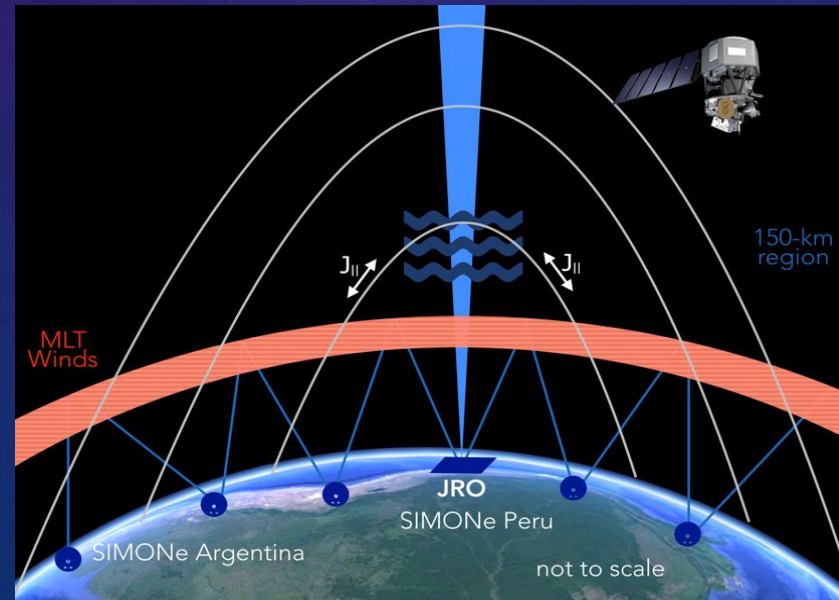 150-km
region
J||
J||
MLT
Winds
JRO
SIMONe Peru
SIMONe Argentina
not to scale